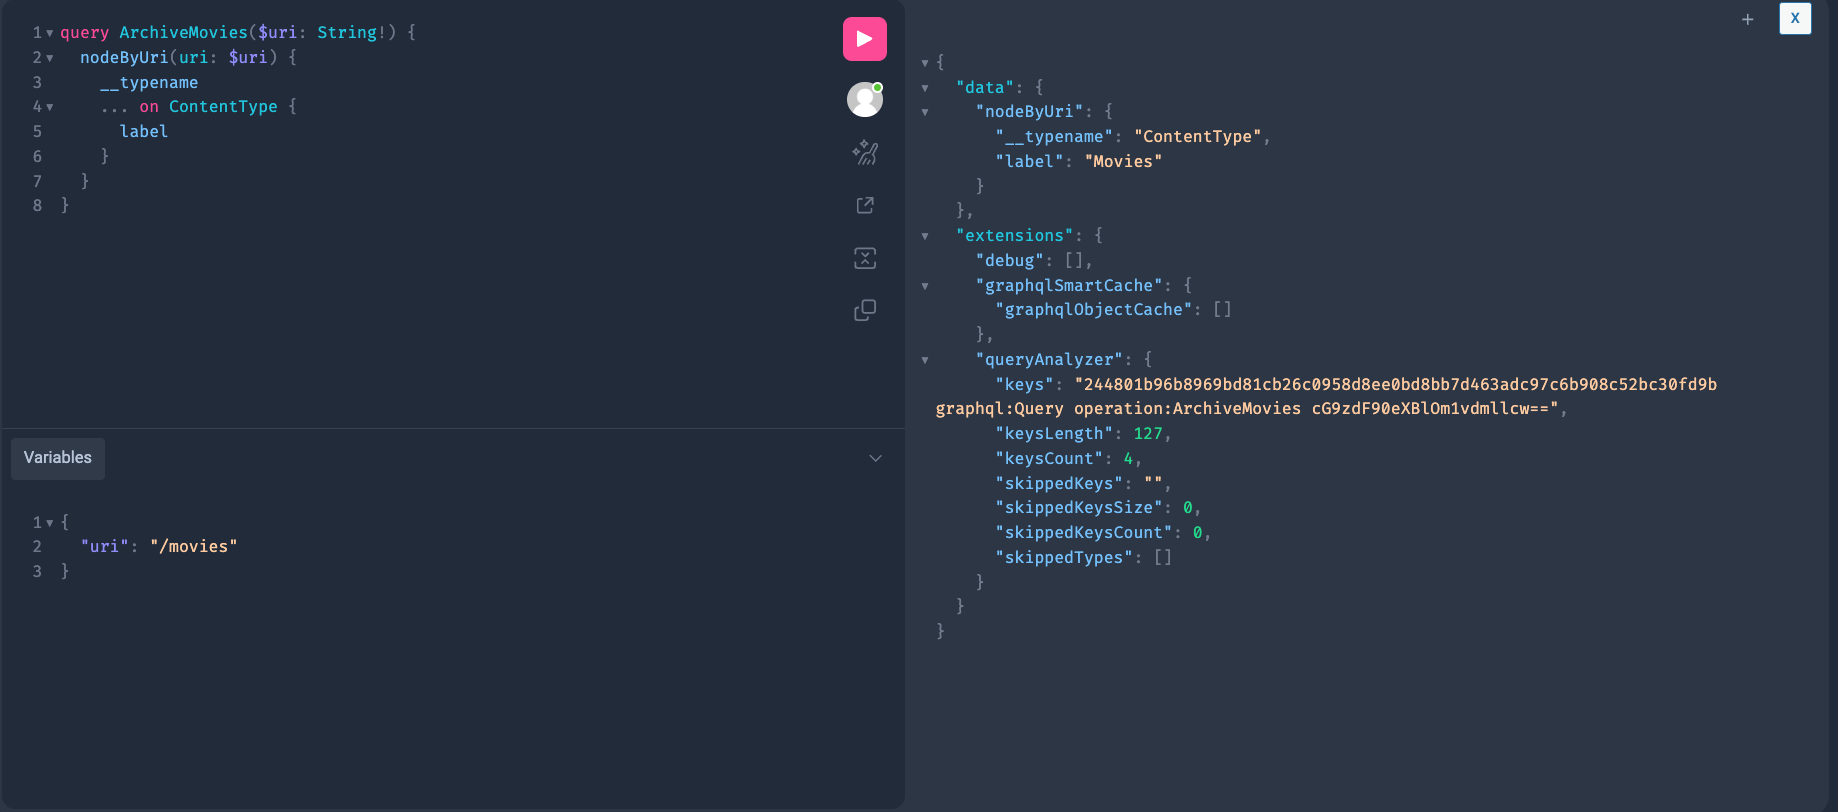 1 query ArchiveMovies($uri: String!) {
2 nodeByUri(uri: $uri) {
3 __typename
4 ... on ContentType {
5 label
6 }
7 }
8 }
Variables
1 {
2 "uri": "/movies"
3 }
+ X
{
"data": {
"nodeByUri": {
"__typename": "ContentType",
"label": "Movies"
}
},
"extensions": {
"debug": [],
"graphqlSmartCache": {
"graphqlObjectCache": []
},
"queryAnalyzer": {
"keys": "244801b96b8969bd81cb26c0958d8ee0bd8bb7d463adc97c6b908c52bc30fd9b
graphql:Query operation:ArchiveMovies cG9zdF90eXBlOm1vdmllcw==",
"keysLength": 127,
"keysCount": 4,
"skippedKeys": "",
"skippedKeysSize": 0,
"skippedKeysCount": 0,
"skippedTypes": []
}
}
}